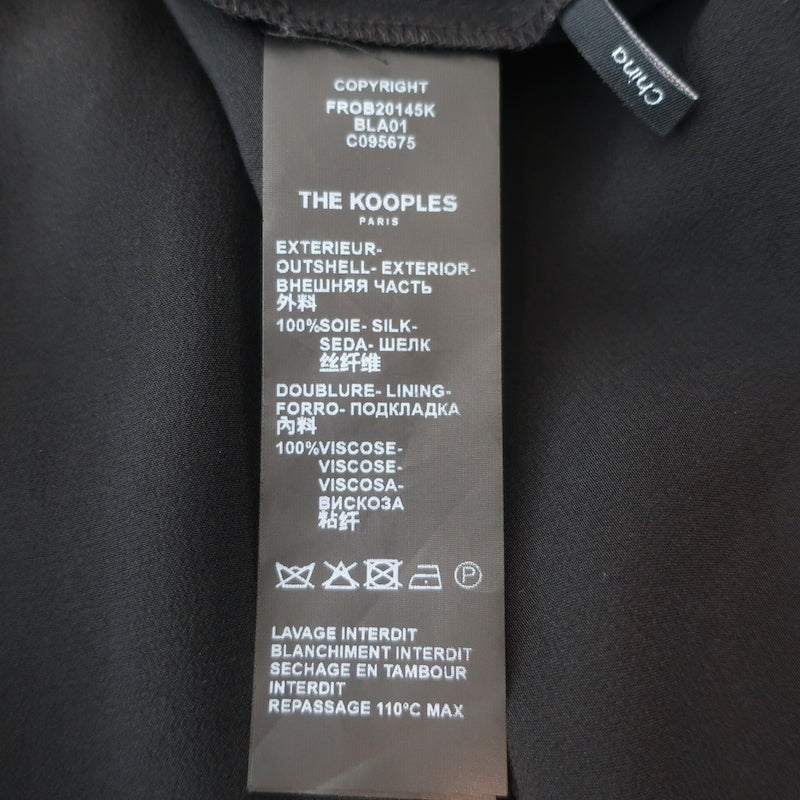 COPYRIGHT
FROB20145K
BLA01
C095675
THE KOOPLES
PARIS
EXTERIEUR-
OUTSHELL- EXTERIOR-
ВНЕШНЯЯ ЧАСТЬ
外料
100%SOIE- SILK-
SEDA- ШЕЛК
丝纤维
DOUBLURE- LINING-
FORRO- ПОДКЛАДКА
內料
100%VISCOSE-
VISCOSE-
VISCOSA-
ВИСКОЗА
粘纤
P
LAVAGE INTERDIT
BLANCHIMENT INTERDIT
SECHAGE EN TAMBOUR
INTERDIT
REPASSAGE 110°C MAX
China